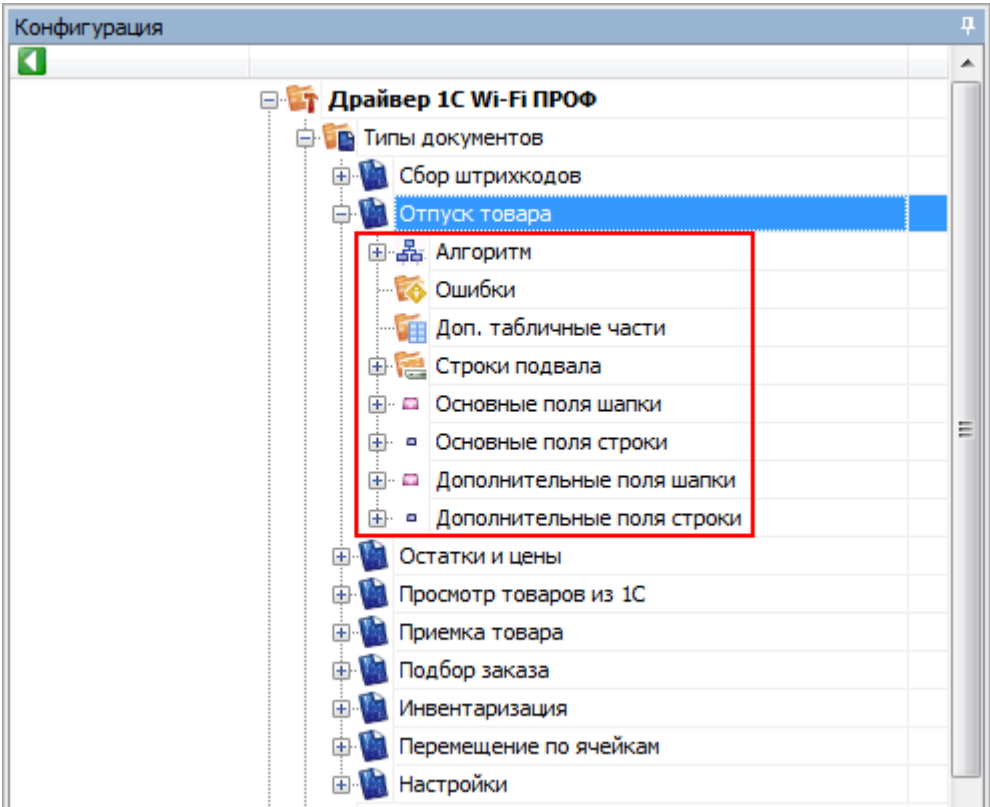 Конфигурация
Драйвер 1С Wi-Fi ПРОФ
Типы документов
Сбор штрихкодов
Отпуск товара
Алгоритм
Ошибки
Доп. табличные части
Строки подвала
Основные поля шапки
Основные поля строки
Дополнительные поля шапки
Дополнительные поля строки
Остатки и цены
Просмотр товаров из 1С
Приемка товара
Подбор заказа
Инвентаризация
Перемещение по ячейкам
Настройки